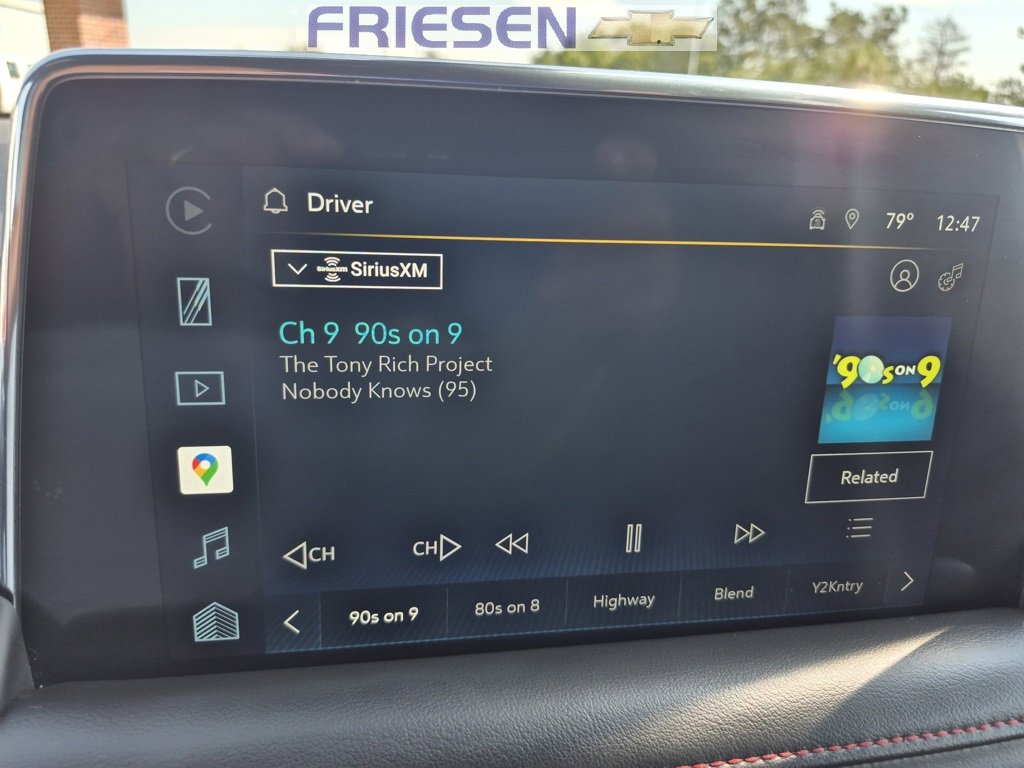 FRIESEN
Driver
79° 12:47
SiriusXM SiriusXM
Ch 9 90s on 9
The Tony Rich Project
Nobody Knows (95)
'90s ON 9
Related
CH CH
90s on 9 80s on 8 Highway Blend Y2Kntry